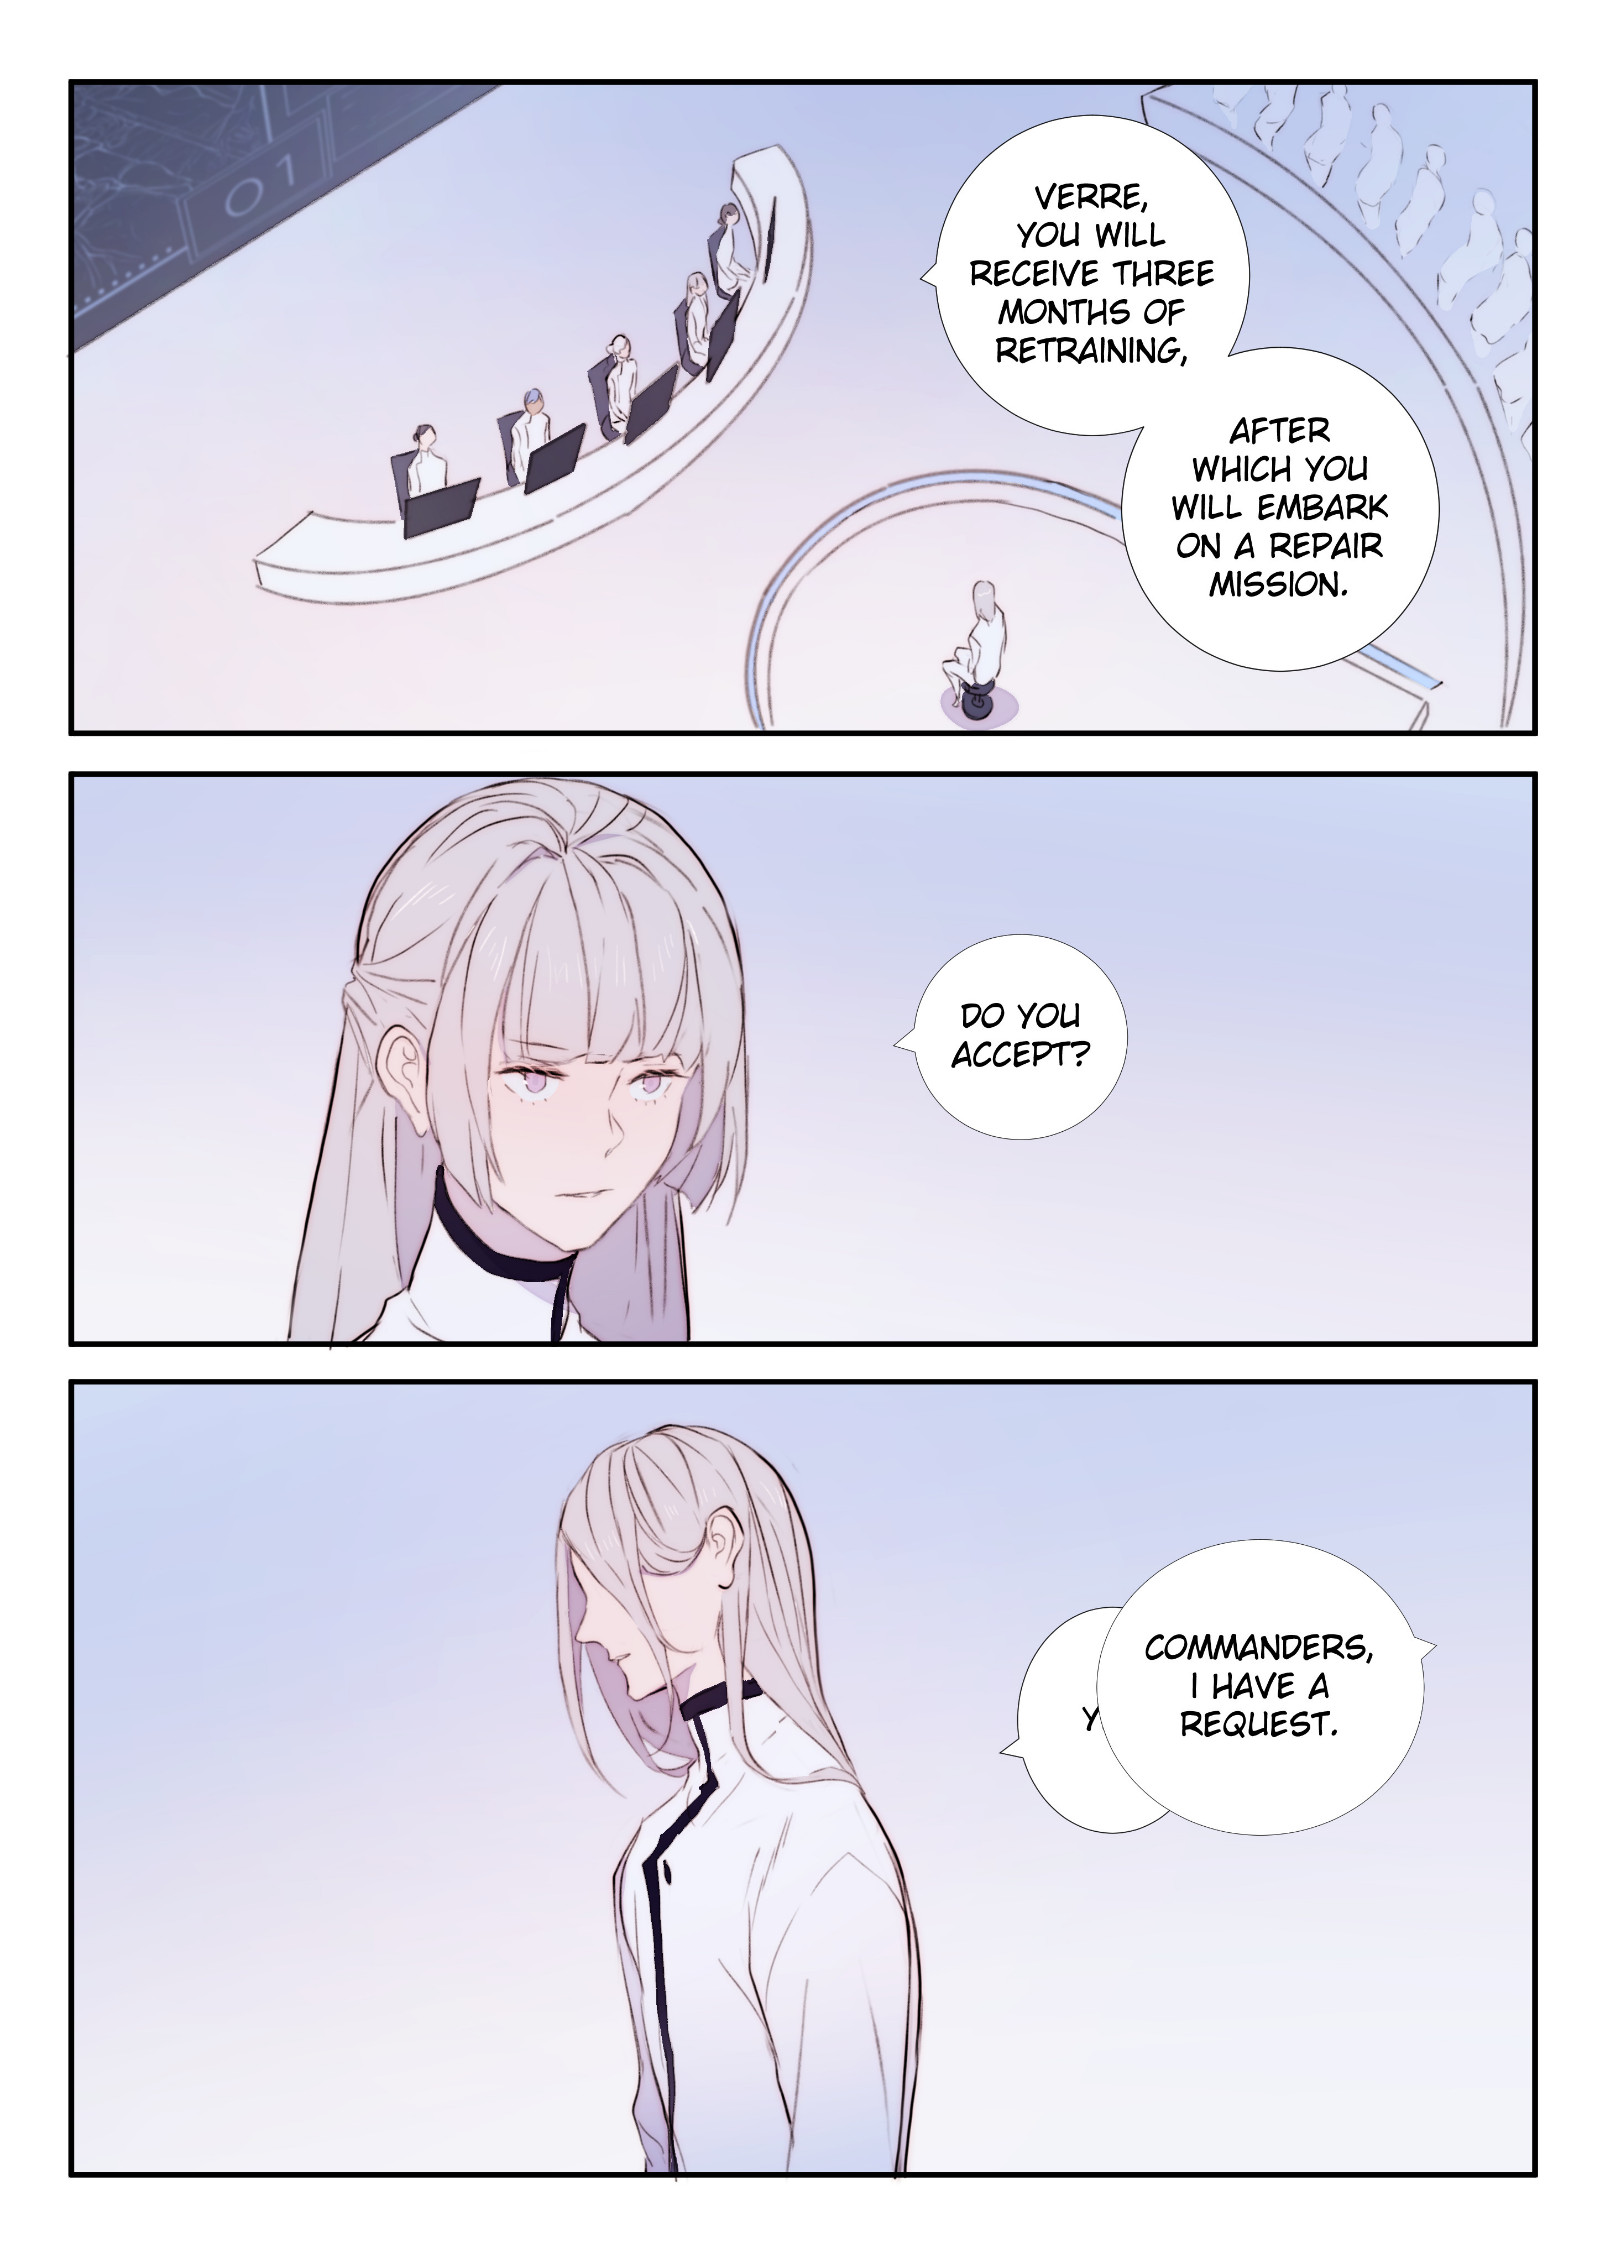 01
VERRE,
YOU WILL
RECEIVE THREE
MONTHS OF
RETRAINING,
AFTER
WHICH YOU
WILL EMBARK
ON A REPAIR
MISSION.
DO YOU
ACCEPT?
Y
COMMANDERS,
I HAVE A
REQUEST.